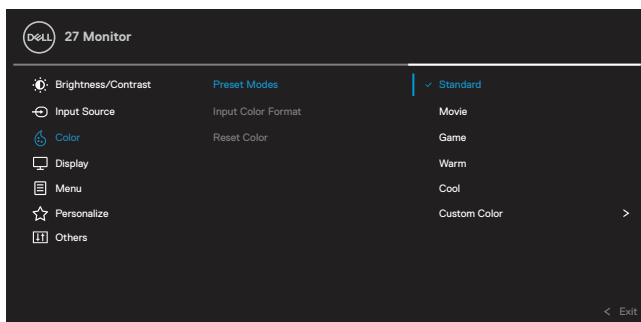 DELL 27 Monitor
Brightness/Contrast Preset Modes Standard
Input Source Input Color Format Movie
Color Reset Color Game
Display Warm
Menu Cool
Personalize Custom Color >
Others
< Exit